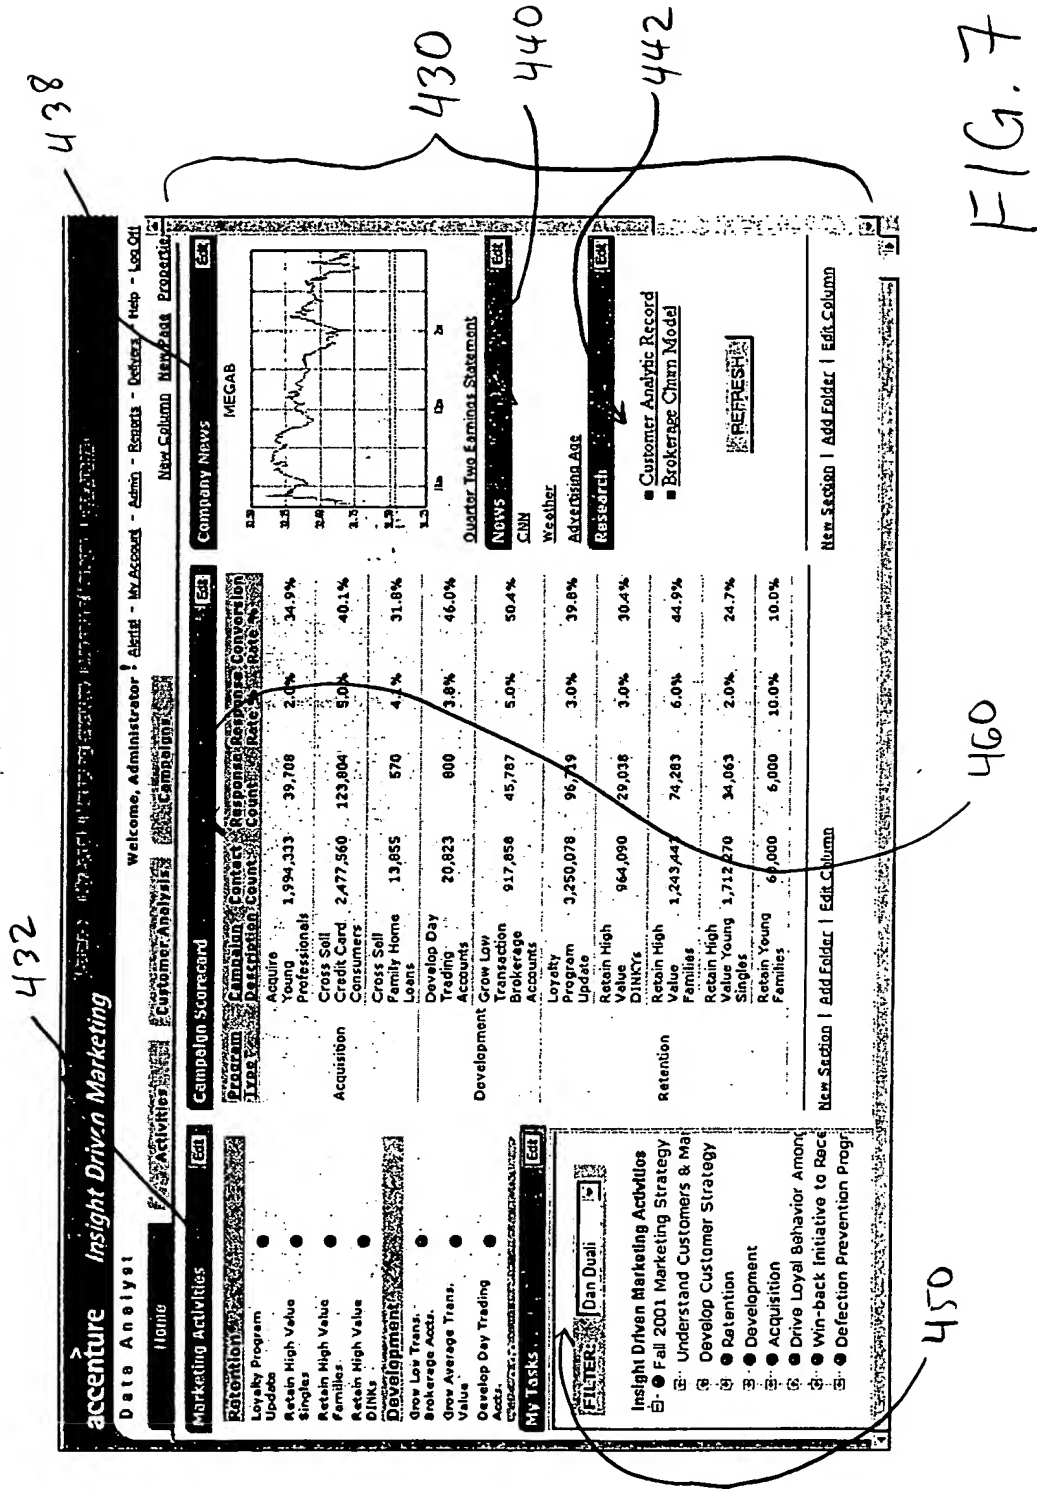 438
432
430
440
442
450
460
FIG. 7
accenture Insight Driven Marketing
Data Analyst
Welcome, Administrator ! Alerts! - My Account - Admin - Reports - Delivers - Help - Log Off
Home
Activities
Customer Analysis
Campaigns
New Column New Page Propertie
Marketing Activities Edit
Retention
Loyalty Program Update
Retain High Value Singles
Retain High Value Families
Retain High Value DINKs
Development
Grow Low Trans. Brokerage Accts.
Grow Average Trans. Value
Develop Day Trading Accts.
My Tasks Edit
FILTER: Dan Duali
Insight Driven Marketing Activities
Fall 2001 Marketing Strategy
Understand Customers & Mar
Develop Customer Strategy
Retention
Development
Acquisition
Drive Loyal Behavior Among
Win-back Initiative to Rece
Defection Prevention Progr
Campaign Scorecard Edit
Program Type Campaign Description Contact Count Response Count Response Rate % Conversion Rate %
Acquisition
Acquire Young Professionals 1,994,333 39,708 2.0% 34.9%
Cross Sell Credit Card Consumers 2,477,560 123,804 5.0% 40.1%
Cross Sell Family Home Loans 13,855 570 4.1% 31.8%
Development
Develop Day Trading Accounts 20,823 800 3.8% 46.0%
Grow Low Transaction Brokerage Accounts 917,858 45,787 5.0% 50.4%
Retention
Loyalty Program Update 3,250,078 96,719 3.0% 39.8%
Retain High Value DINKYs 964,090 29,038 3.0% 30.4%
Retain High Value Families 74,283 6.0% 44.9%
Retain High Value Young Singles 1,712,270 34,063 2.0% 24.7%
Retain Young Families 60,000 6,000 10.0% 10.0%
New Section | Add Folder | Edit Column
Company News Edit
MEGAB
Quarter Two Earnings Statement
News Edit
CNN
Weather
Advertising Age
Research Edit
Customer Analytic Record
Brokerage Churn Model
REFRESH
New Section | Add Folder | Edit Column